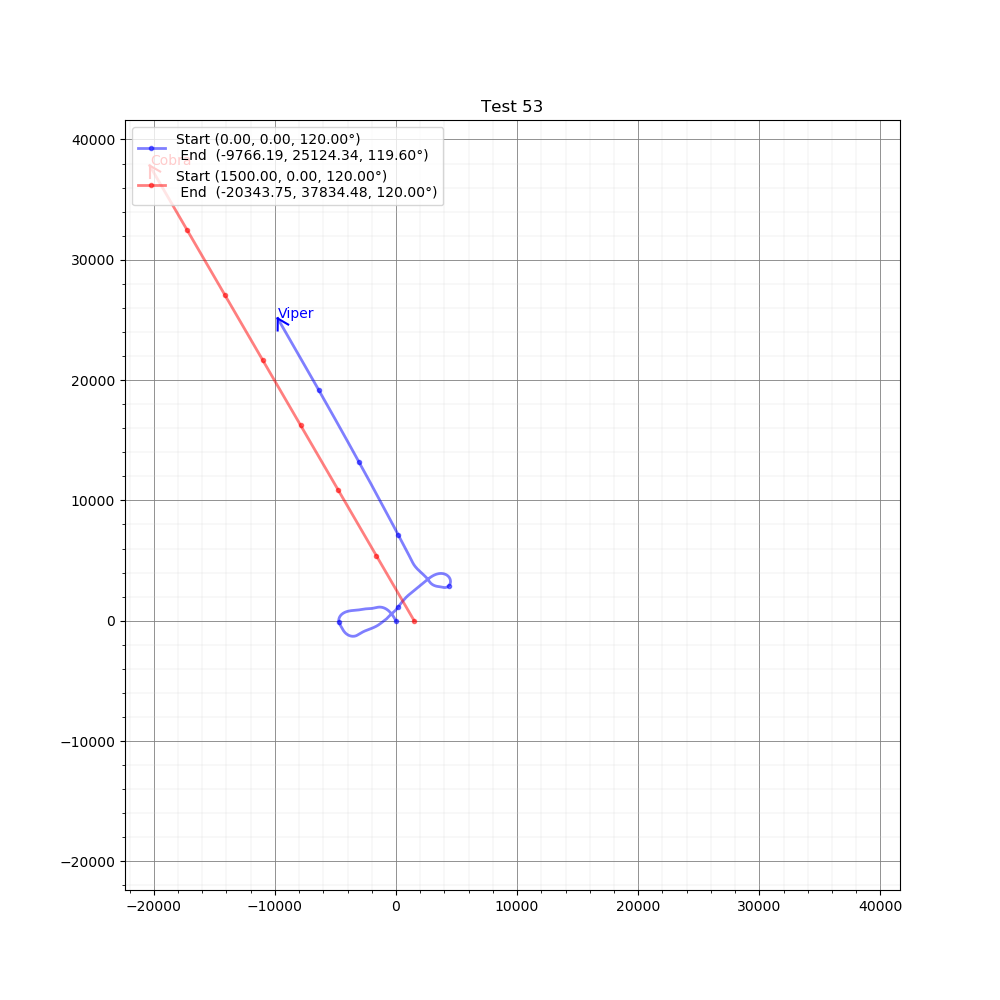 Test 53
Start (0.00, 0.00, 120.00°)
End (-9766.19, 25124.34, 119.60°)
Start (1500.00, 0.00, 120.00°)
End (-20343.75, 37834.48, 120.00°)
Cobra
Viper
40000
30000
20000
10000
0
−10000
−20000
−20000 −10000 0 10000 20000 30000 40000